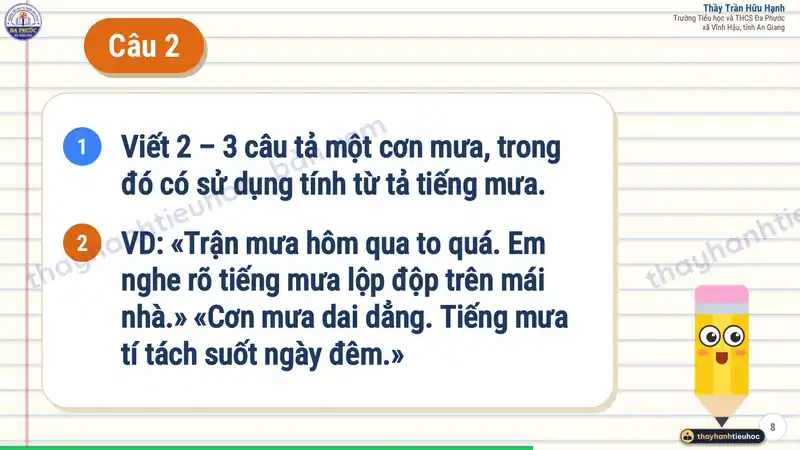 Thầy Trần Hữu Hạnh
Trường Tiểu học và THCS Đa Phước
xã Vĩnh Hậu, tỉnh An Giang
ĐA PHƯỚC
Câu 2
1
Viết 2 – 3 câu tả một cơn mưa, trong
đó có sử dụng tính từ tả tiếng mưa.
2
VD: «Trận mưa hôm qua to quá. Em
nghe rõ tiếng mưa lộp độp trên mái
nhà.» «Cơn mưa dai dẳng. Tiếng mưa
tí tách suốt ngày đêm.»
8
thayhanhtieuhoc